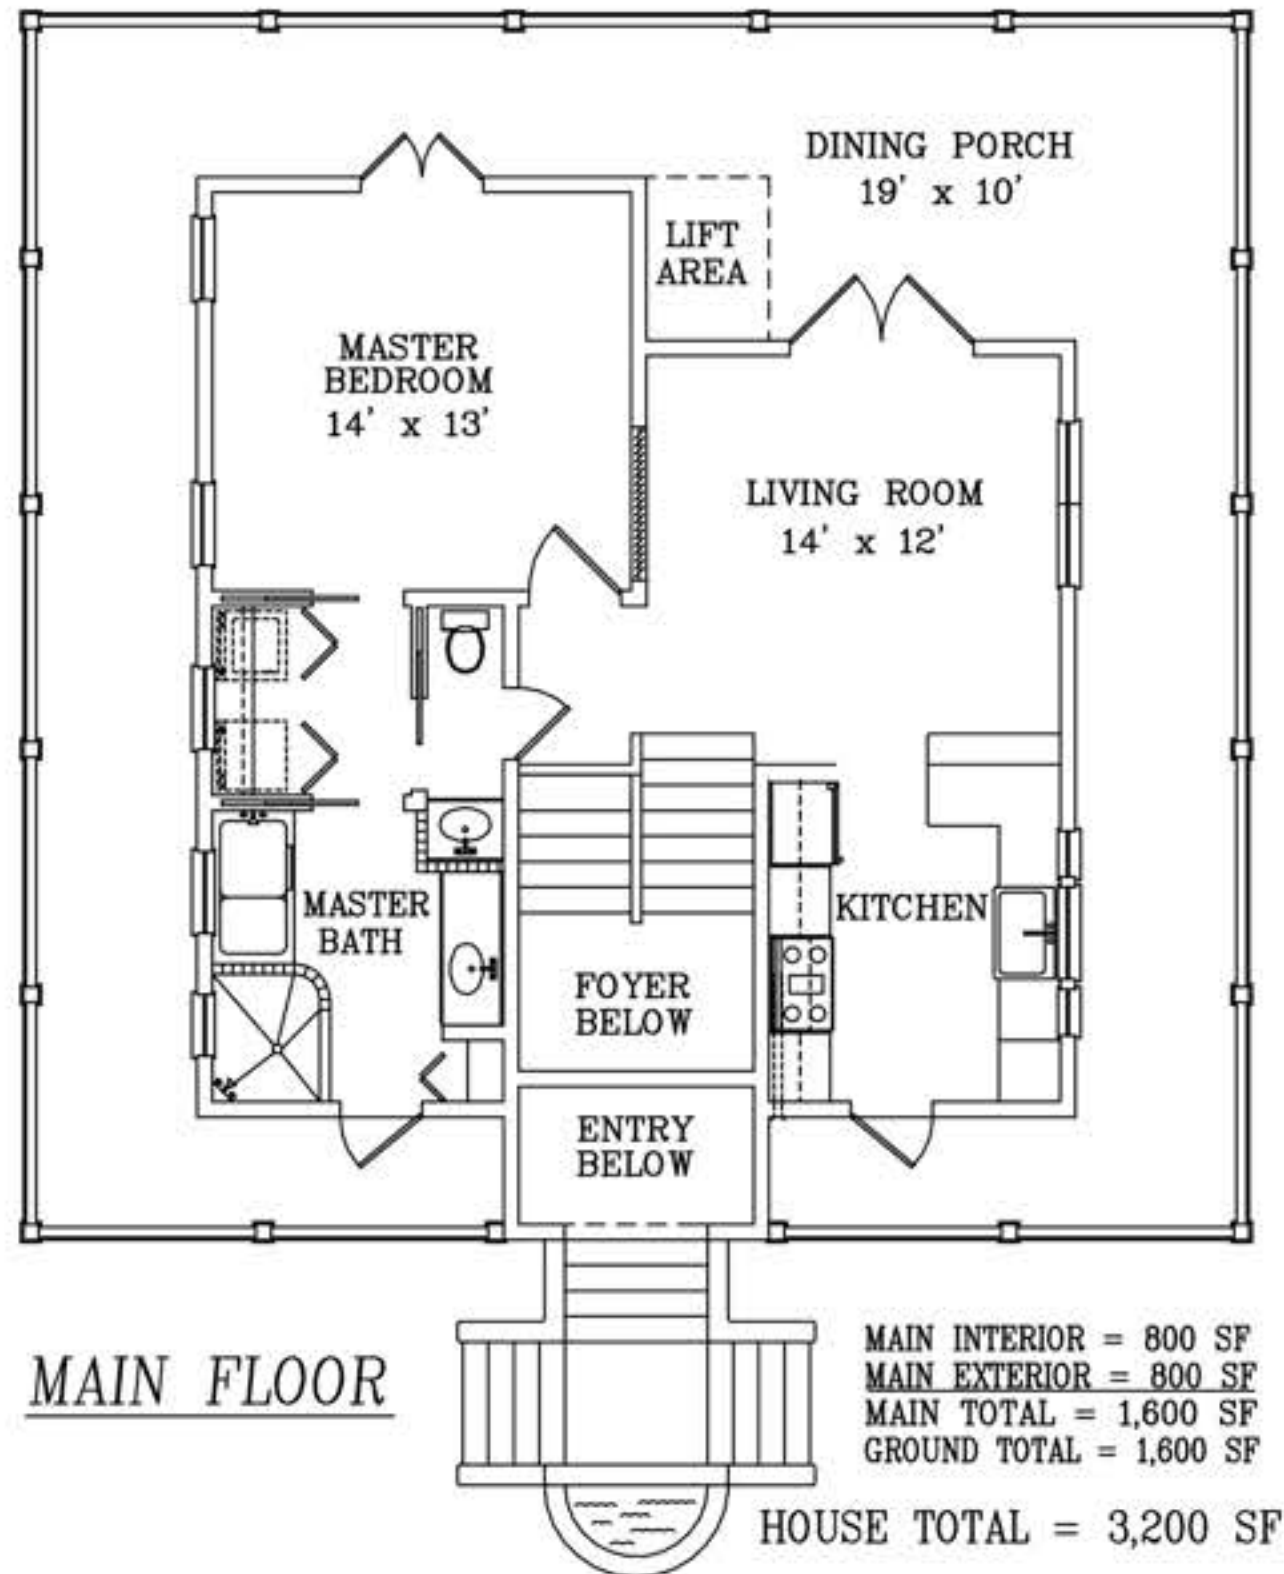 DINING PORCH
19' x 10'
LIFT
AREA
MASTER
BEDROOM
14' x 13'
LIVING ROOM
14' x 12'
MASTER
BATH
KITCHEN
FOYER
BELOW
ENTRY
BELOW
MAIN FLOOR
MAIN INTERIOR = 800 SF
MAIN EXTERIOR = 800 SF
MAIN TOTAL = 1,600 SF
GROUND TOTAL = 1,600 SF
HOUSE TOTAL = 3,200 SF